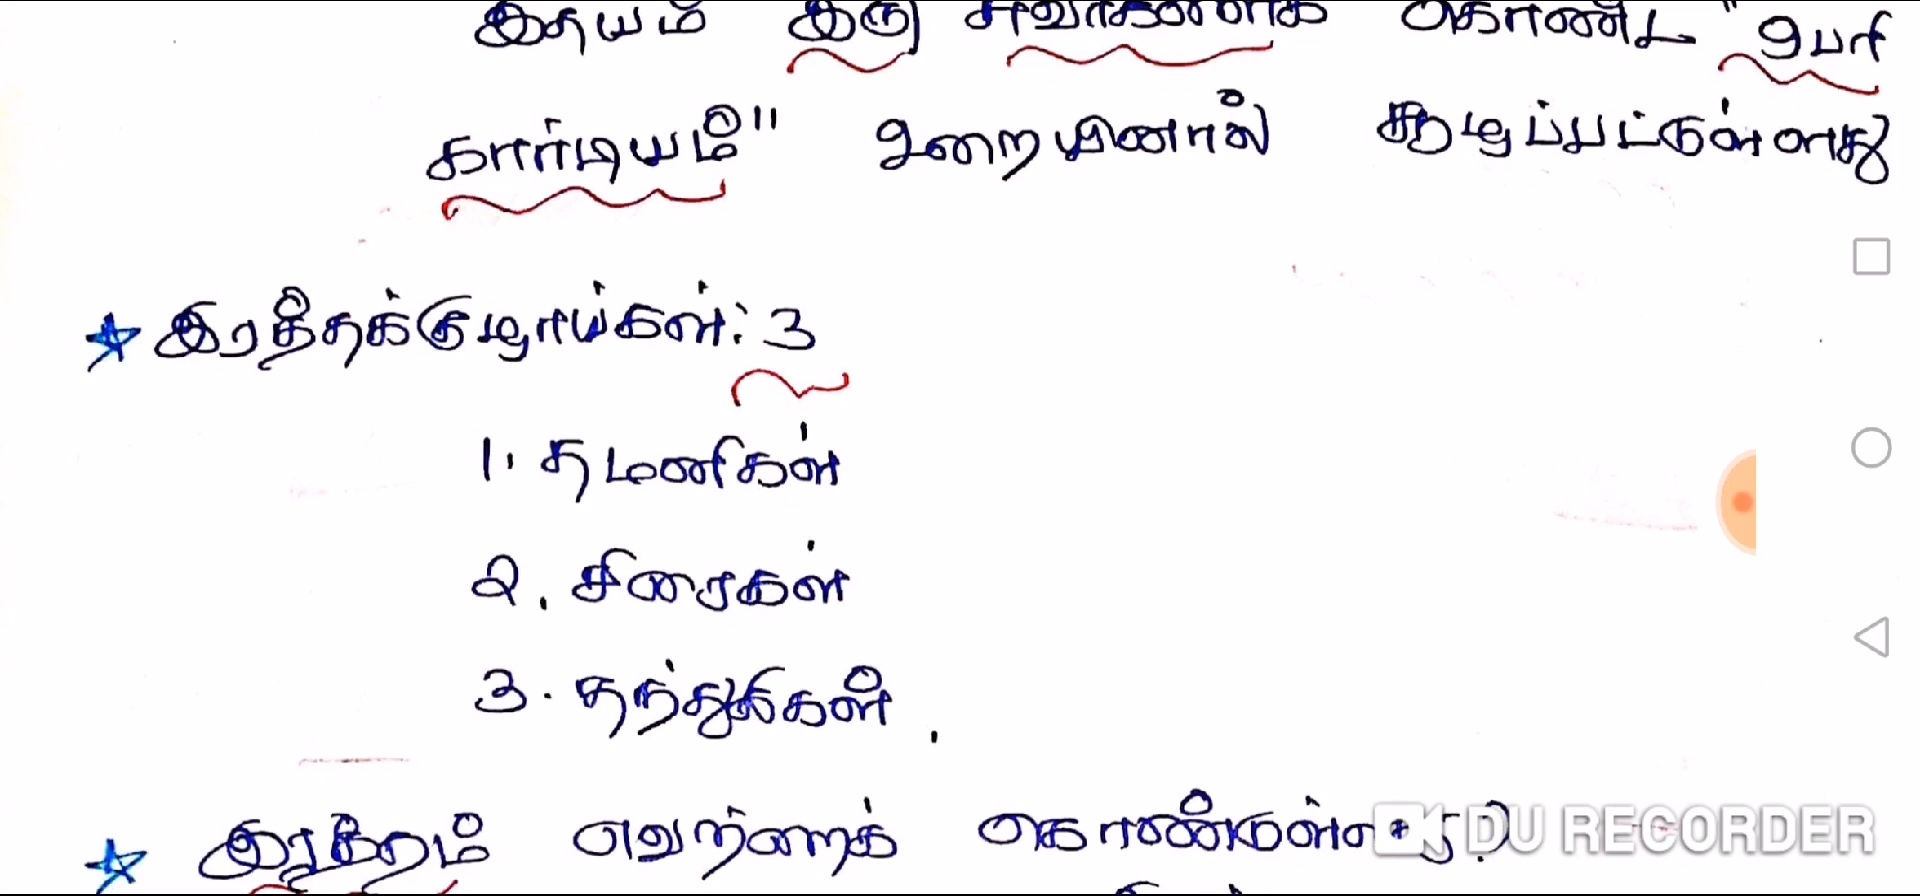 இதயம் இரு சுவர்களைக் கொண்ட "பெரி
கார்டியம்" உறையினால் சூழப்பட்டுள்ளது
இரத்தக்குழாய்கள்: 3
1. தமனிகள்
2. சிரைகள்
3. தந்துகிகள்.
இரத்தம் எவற்றைக் கொண்டுள்ளது?
DU RECORDER